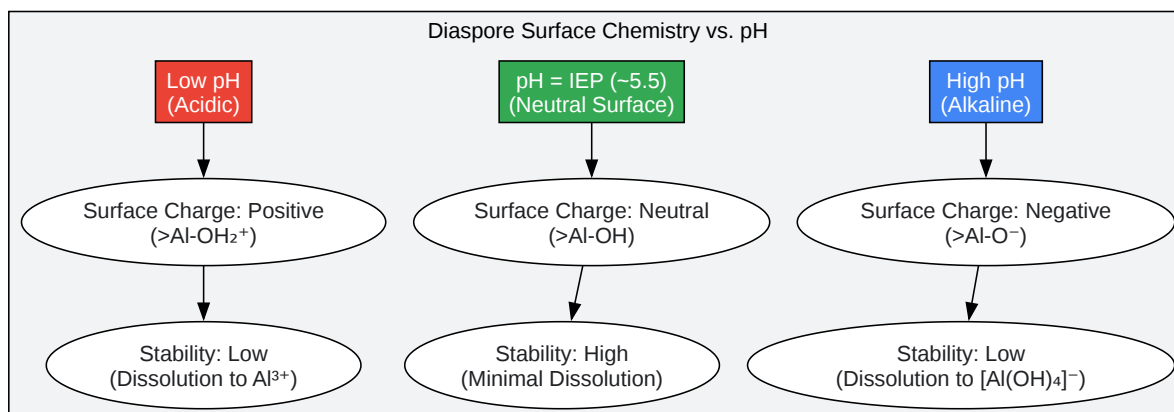 Diaspore Surface Chemistry vs. pH
Low pH
(Acidic)
pH = IEP (~5.5)
(Neutral Surface)
High pH
(Alkaline)
Surface Charge: Positive
(>Al-OH₂⁺)
Surface Charge: Neutral
(>Al-OH)
Surface Charge: Negative
(>Al-O⁻)
Stability: Low
(Dissolution to Al³⁺)
Stability: High
(Minimal Dissolution)
Stability: Low
(Dissolution to [Al(OH)₄]⁻)